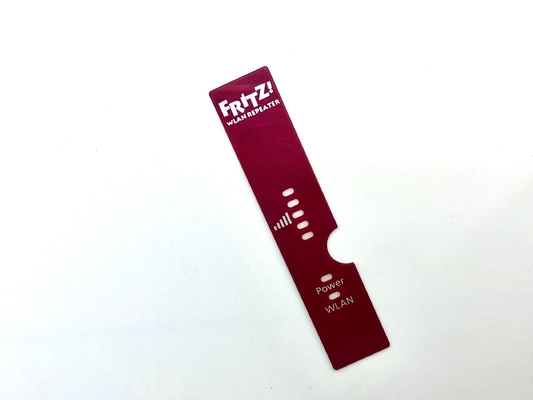 FRITZ!
WLAN REPEATER
Power
WLAN